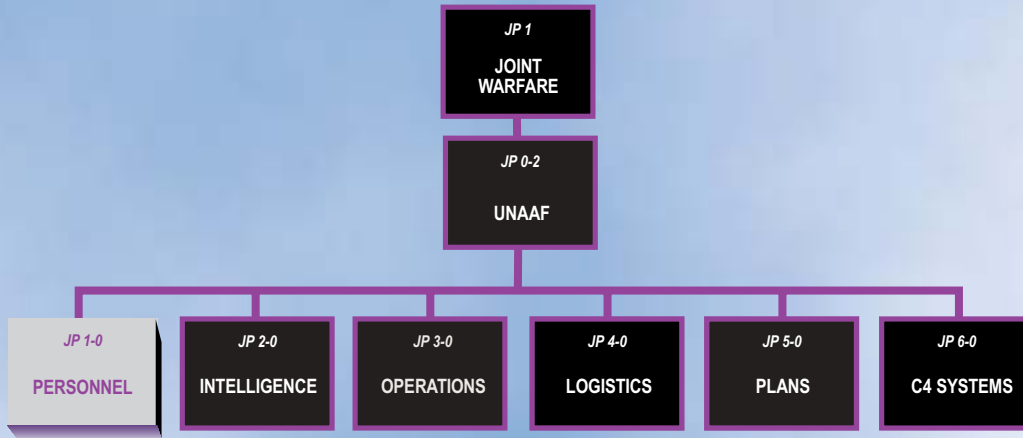 JP 1
JOINT
WARFARE
JP 0-2
UNAAF
JP 1-0
PERSONNEL
JP 2-0
INTELLIGENCE
JP 3-0
OPERATIONS
JP 4-0
LOGISTICS
JP 5-0
PLANS
JP 6-0
C4 SYSTEMS